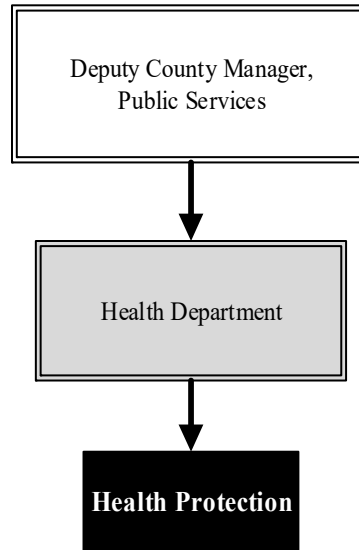 Deputy County Manager,
Public Services
Health Department
Health Protection